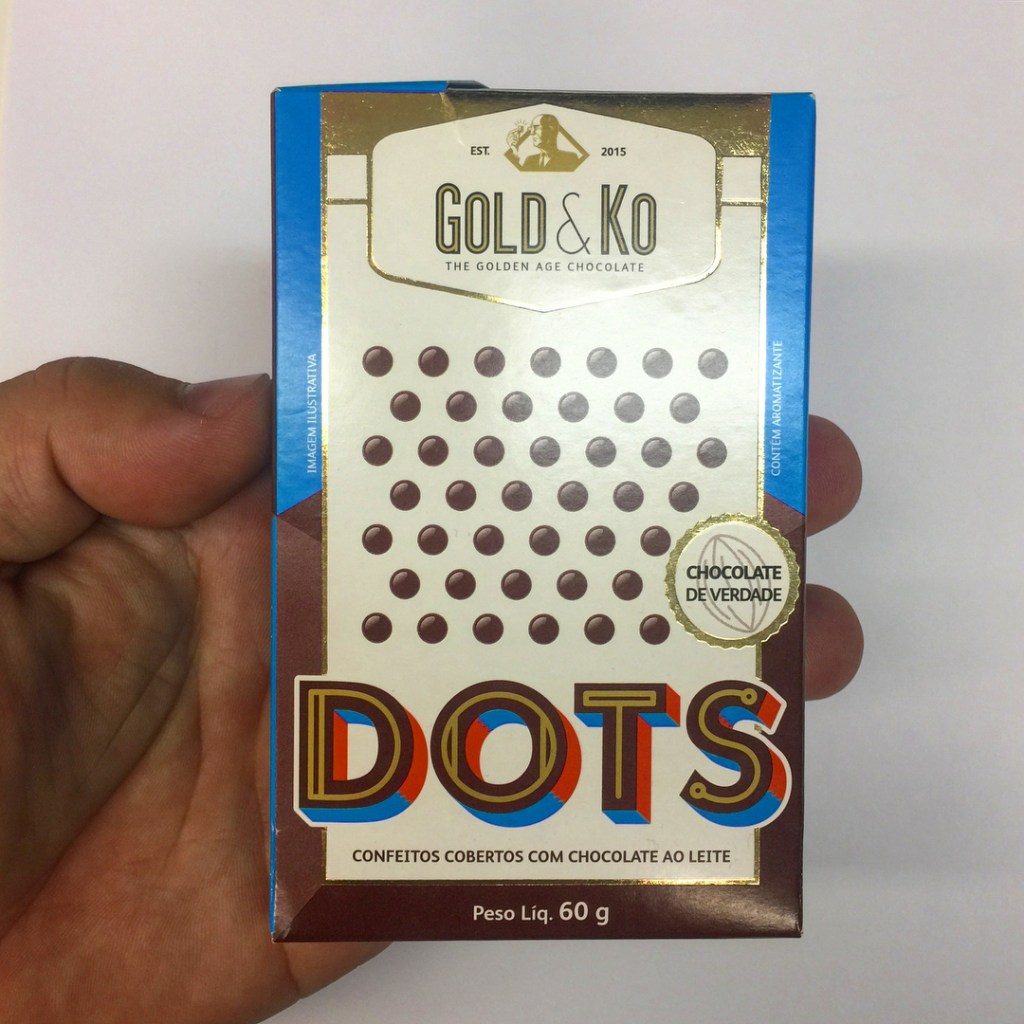 EST. 2015
GOLD & KO
THE GOLDEN AGE CHOCOLATE
IMAGEM ILUSTRATIVA
CONTÉM AROMATIZANTE
CHOCOLATE
DE VERDADE
DOTS
CONFEITOS COBERTOS COM CHOCOLATE AO LEITE
Peso Líq. 60 g